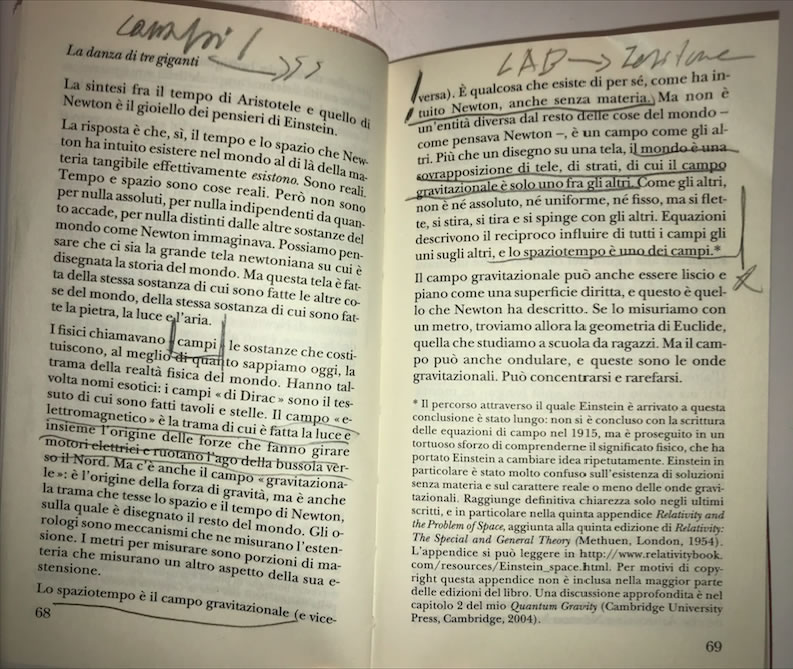 campi
La danza di tre giganti
La sintesi fra il tempo di Aristotele e quello di
Newton è il gioiello dei pensieri di Einstein.
La risposta è che, sì, il tempo e lo spazio che New-
ton ha intuito esistere nel mondo al di là della ma-
teria tangibile effettivamente esistono. Sono reali.
Tempo e spazio sono cose reali. Però non sono
per nulla assoluti, per nulla indipendenti da quan-
to accade, per nulla distinti dalle altre sostanze del
mondo come Newton immaginava. Possiamo pen-
sare che ci sia la grande tela newtoniana su cui è
disegnata la storia del mondo. Ma questa tela è fat-
ta della stessa sostanza di cui sono fatte le altre co-
se del mondo, della stessa sostanza di cui sono fat-
te la pietra, la luce e l'aria.
I fisici chiamavano « campi » le sostanze che costi-
tuiscono, al meglio di quanto sappiamo oggi, la
trama della realtà fisica del mondo. Hanno tal-
volta nomi esotici: i campi « di Dirac » sono il tes-
suto di cui sono fatti tavoli e stelle. Il campo « e-
lettromagnetico » è la trama di cui è fatta la luce e
insieme l'origine delle forze che fanno girare
motori elettrici e ruotano l'ago della bussola ver-
so il Nord. Ma c'è anche il campo « gravitaziona-
le »: è l'origine della forza di gravità, ma è anche
la trama che tesse lo spazio e il tempo di Newton,
sulla quale è disegnato il resto del mondo. Gli o-
rologi sono meccanismi che ne misurano l'esten-
sione. I metri per misurare sono porzioni di ma-
teria che misurano un altro aspetto della sua e-
stensione.
Lo spaziotempo è il campo gravitazionale (e vice-
68
LAB →
versa). È qualcosa che esiste di per sé, come ha in-
tuito Newton, anche senza materia. Ma non è
un'entità diversa dal resto delle cose del mondo –
come pensava Newton –, è un campo come gli al-
tri. Più che un disegno su una tela, il mondo è una
sovrapposizione di tele, di strati, di cui il campo
gravitazionale è solo uno fra gli altri. Come gli altri,
non è né assoluto, né uniforme, né fisso, ma si flet-
te, si stira, si tira e si spinge con gli altri. Equazioni
descrivono il reciproco influire di tutti i campi gli
uni sugli altri, e lo spaziotempo è uno dei campi.*
Il campo gravitazionale può anche essere liscio e
piano come una superficie diritta, e questo è quel-
lo che Newton ha descritto. Se lo misuriamo con
un metro, troviamo allora la geometria di Euclide,
quella che studiamo a scuola da ragazzi. Ma il cam-
po può anche ondulare, e queste sono le onde
gravitazionali. Può concentrarsi e rarefarsi.
* Il percorso attraverso il quale Einstein è arrivato a questa
conclusione è stato lungo: non si è concluso con la scrittura
delle equazioni di campo nel 1915, ma è proseguito in un
tortuoso sforzo di comprenderne il significato fisico, che ha
portato Einstein a cambiare idea ripetutamente. Einstein in
particolare è stato molto confuso sull'esistenza di soluzioni
senza materia e sul carattere reale o meno delle onde gravi-
tazionali. Raggiunge definitiva chiarezza solo negli ultimi
scritti, e in particolare nella quinta appendice Relativity and
the Problem of Space, aggiunta alla quinta edizione di Relativity:
The Special and General Theory (Methuen, London, 1954).
L'appendice si può leggere in http://www.relativitybook.
com/resources/Einstein_space.html. Per motivi di copy-
right questa appendice non è inclusa nella maggior parte
delle edizioni del libro. Una discussione approfondita è nel
capitolo 2 del mio Quantum Gravity (Cambridge University
Press, Cambridge, 2004).
69